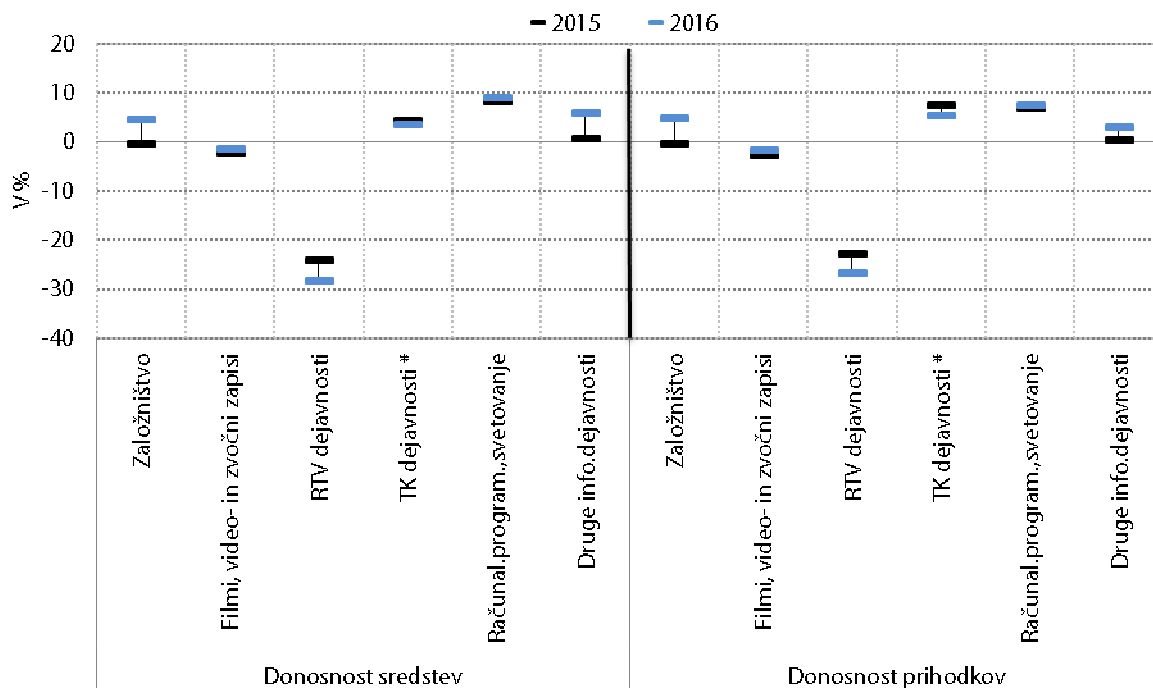 2015 2016
20
10
0
-10
-20
-30
-40
V %
Založništvo
Filmi, video- in zvočni zapisi
RTV dejavnosti
TK dejavnosti *
Računal.program.,svetovanje
Druge info.dejavnosti
Založništvo
Filmi, video- in zvočni zapisi
RTV dejavnosti
TK dejavnosti *
Računal.program.,svetovanje
Druge info.dejavnosti
Donosnost sredstev
Donosnost prihodkov